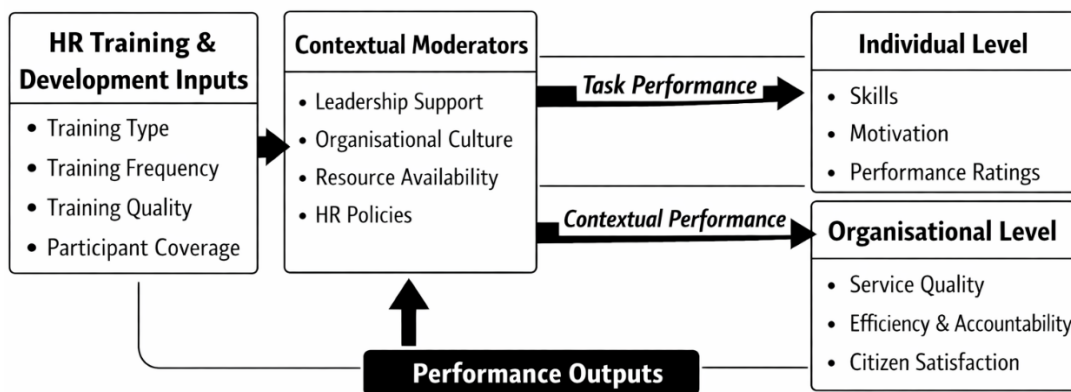 HR Training &
Development Inputs
• Training Type
• Training Frequency
• Training Quality
• Participant Coverage
Contextual Moderators
• Leadership Support
• Organisational Culture
• Resource Availability
• HR Policies
Task Performance
Contextual Performance
Individual Level
• Skills
• Motivation
• Performance Ratings
Organisational Level
• Service Quality
• Efficiency & Accountability
• Citizen Satisfaction
Performance Outputs